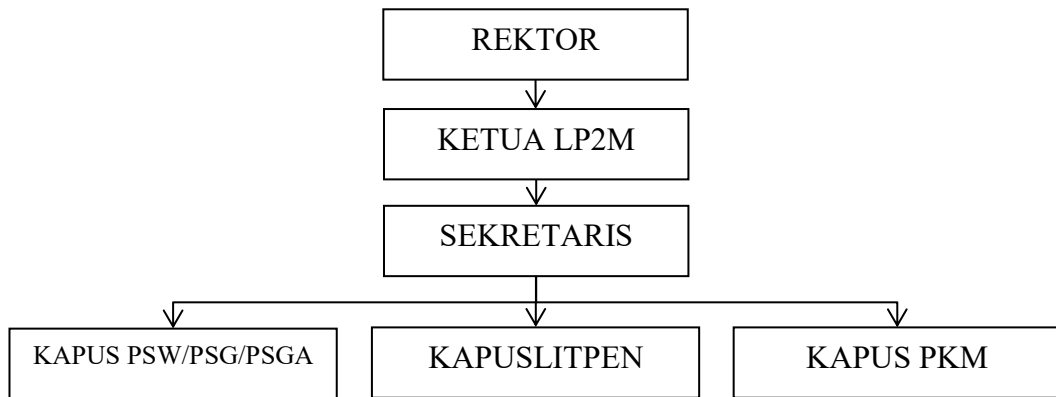 REKTOR
KETUA LP2M
SEKRETARIS
KAPUS PSW/PSG/PSGA
KAPUSLITPEN
KAPUS PKM